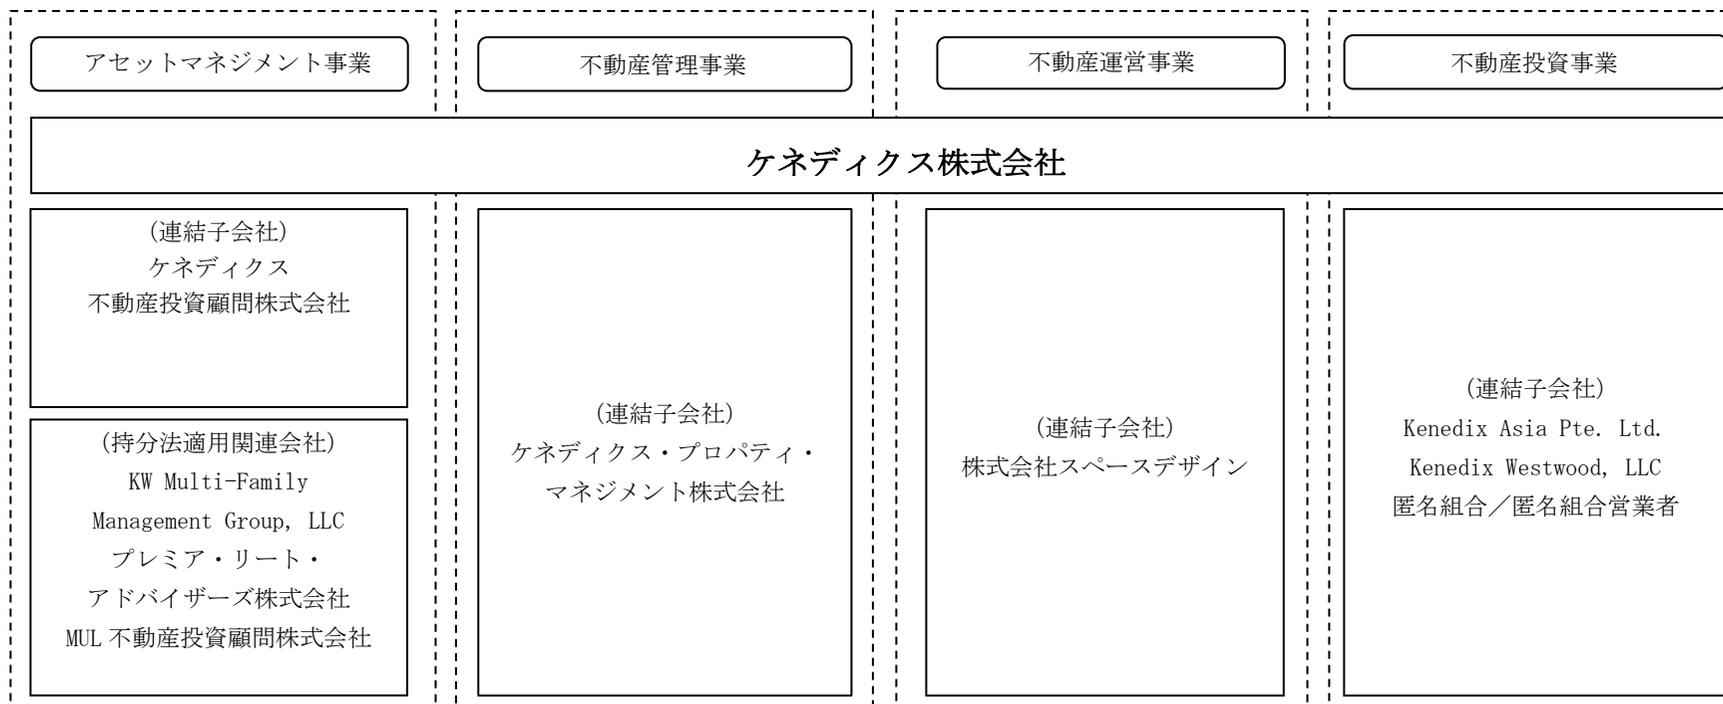 アセットマネジメント事業
不動産管理事業
不動産運営事業
不動産投資事業
ケネディクス株式会社
(連結子会社)
ケネディクス
不動産投資顧問株式会社
(持分法適用関連会社)
KW Multi-Family
Management Group, LLC
プレミア・リート・
アドバイザーズ株式会社
MUL 不動産投資顧問株式会社
(連結子会社)
ケネディクス・プロパティ・
マネジメント株式会社
(連結子会社)
株式会社スペースデザイン
(連結子会社)
Kenedix Asia Pte. Ltd.
Kenedix Westwood, LLC
匿名組合／匿名組合営業者